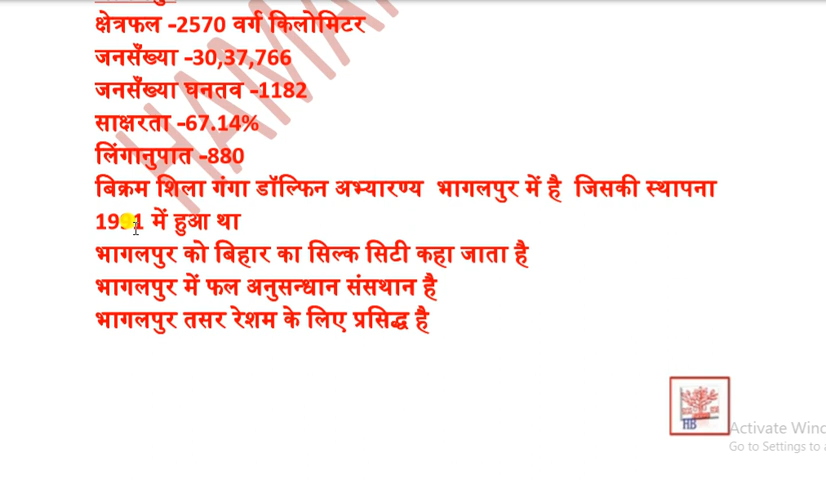 क्षेत्रफल -2570 वर्ग किलोमिटर
जनसँख्या -30,37,766
जनसँख्या घनतव -1182
साक्षरता -67.14%
लिंगानुपात -880
बिक्रम शिला गंगा डॉल्फिन अभ्यारण्य भागलपुर में है जिसकी स्थापना
1991 में हुआ था
भागलपुर को बिहार का सिल्क सिटी कहा जाता है
भागलपुर में फल अनुसन्धान संसथान है
भागलपुर तसर रेशम के लिए प्रसिद्ध है
HB
Activate Winc
Go to Settings to a